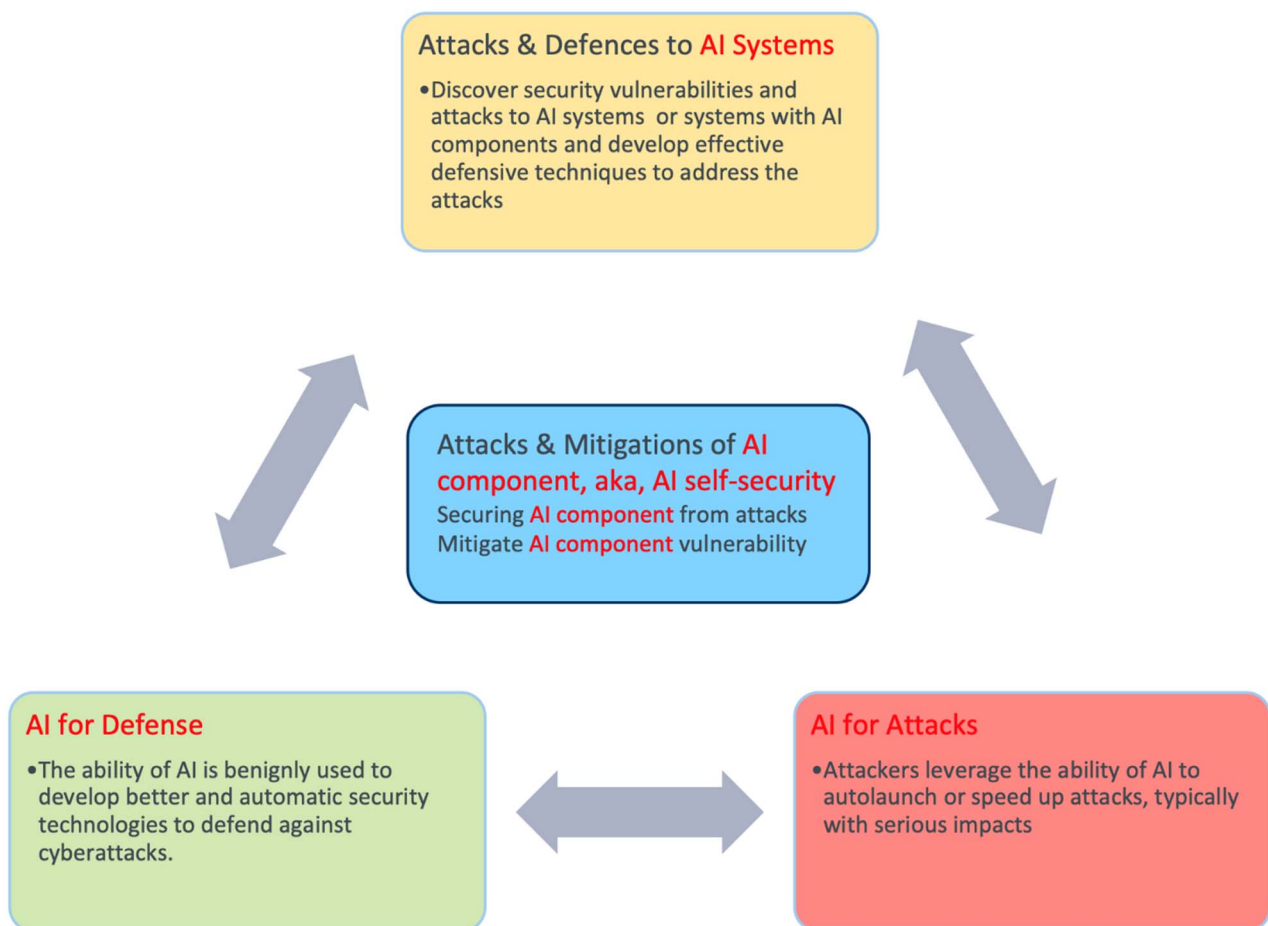 Attacks & Defences to AI Systems
•Discover security vulnerabilities and
attacks to AI systems or systems with AI
components and develop effective
defensive techniques to address the
attacks
Attacks & Mitigations of AI
component, aka, AI self-security
Securing AI component from attacks
Mitigate AI component vulnerability
AI for Defense
•The ability of AI is benignly used to
develop better and automatic security
technologies to defend against
cyberattacks.
AI for Attacks
•Attackers leverage the ability of AI to
autolaunch or speed up attacks, typically
with serious impacts